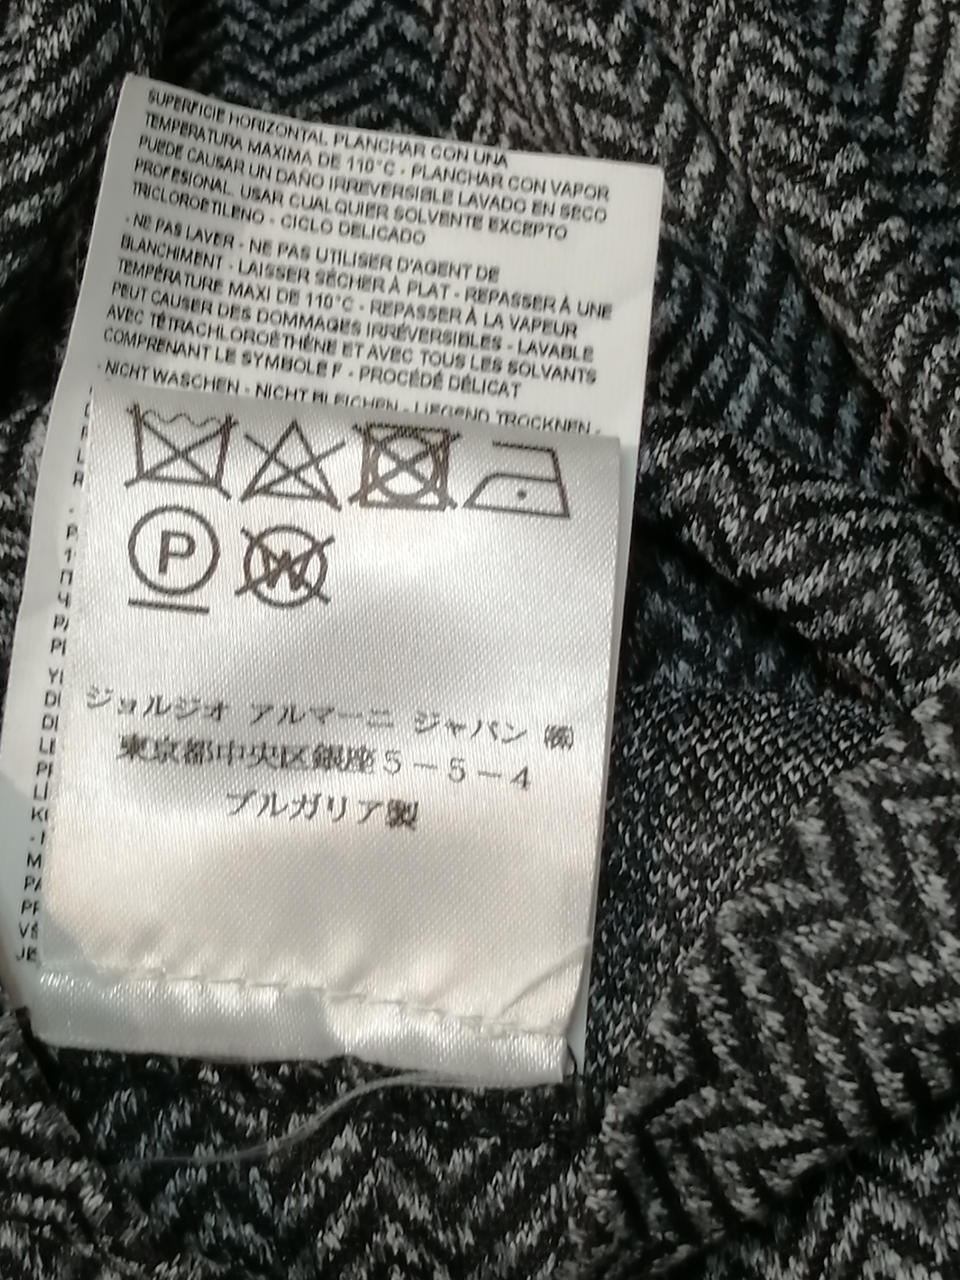 SUPERFICIE HORIZONTAL PLANCHAR CON UNA
TEMPERATURA MAXIMA DE 110°C - PLANCHAR CON VAPOR
PUEDE CAUSAR UN DAÑO IRREVERSIBLE LAVADO EN SECO
PROFESIONAL. USAR CUALQUIER SOLVENTE EXCEPTO
TRICLOROETILENO - CICLO DELICADO
- NE PAS LAVER - NE PAS UTILISER D'AGENT DE
BLANCHIMENT - LAISSER SÉCHER À PLAT - REPASSER À UNE
TEMPÉRATURE MAXI DE 110°C - REPASSER À LA VAPEUR
PEUT CAUSER DES DOMMAGES IRRÉVERSIBLES - LAVABLE
AVEC TÉTRACHLOROÉTHÈNE ET AVEC TOUS LES SOLVANTS
COMPRENANT LE SYMBOLE F - PROCÉDÉ DÉLICAT
- NICHT WASCHEN - NICHT BLEICHEN - LIEGEND TROCKNEN -
P W
ジョルジオ アルマーニ ジャパン ㈱
東京都中央区銀座5-5-4
ブルガリア製